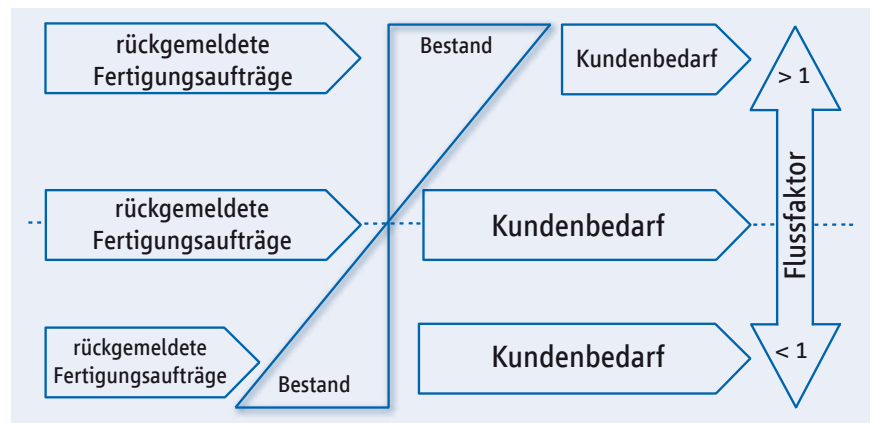 rückgemeldete
Fertigungsaufträge
Bestand
Kundenbedarf
> 1
rückgemeldete
Fertigungsaufträge
Kundenbedarf
Flussfaktor
rückgemeldete
Fertigungsaufträge
Bestand
Kundenbedarf
< 1